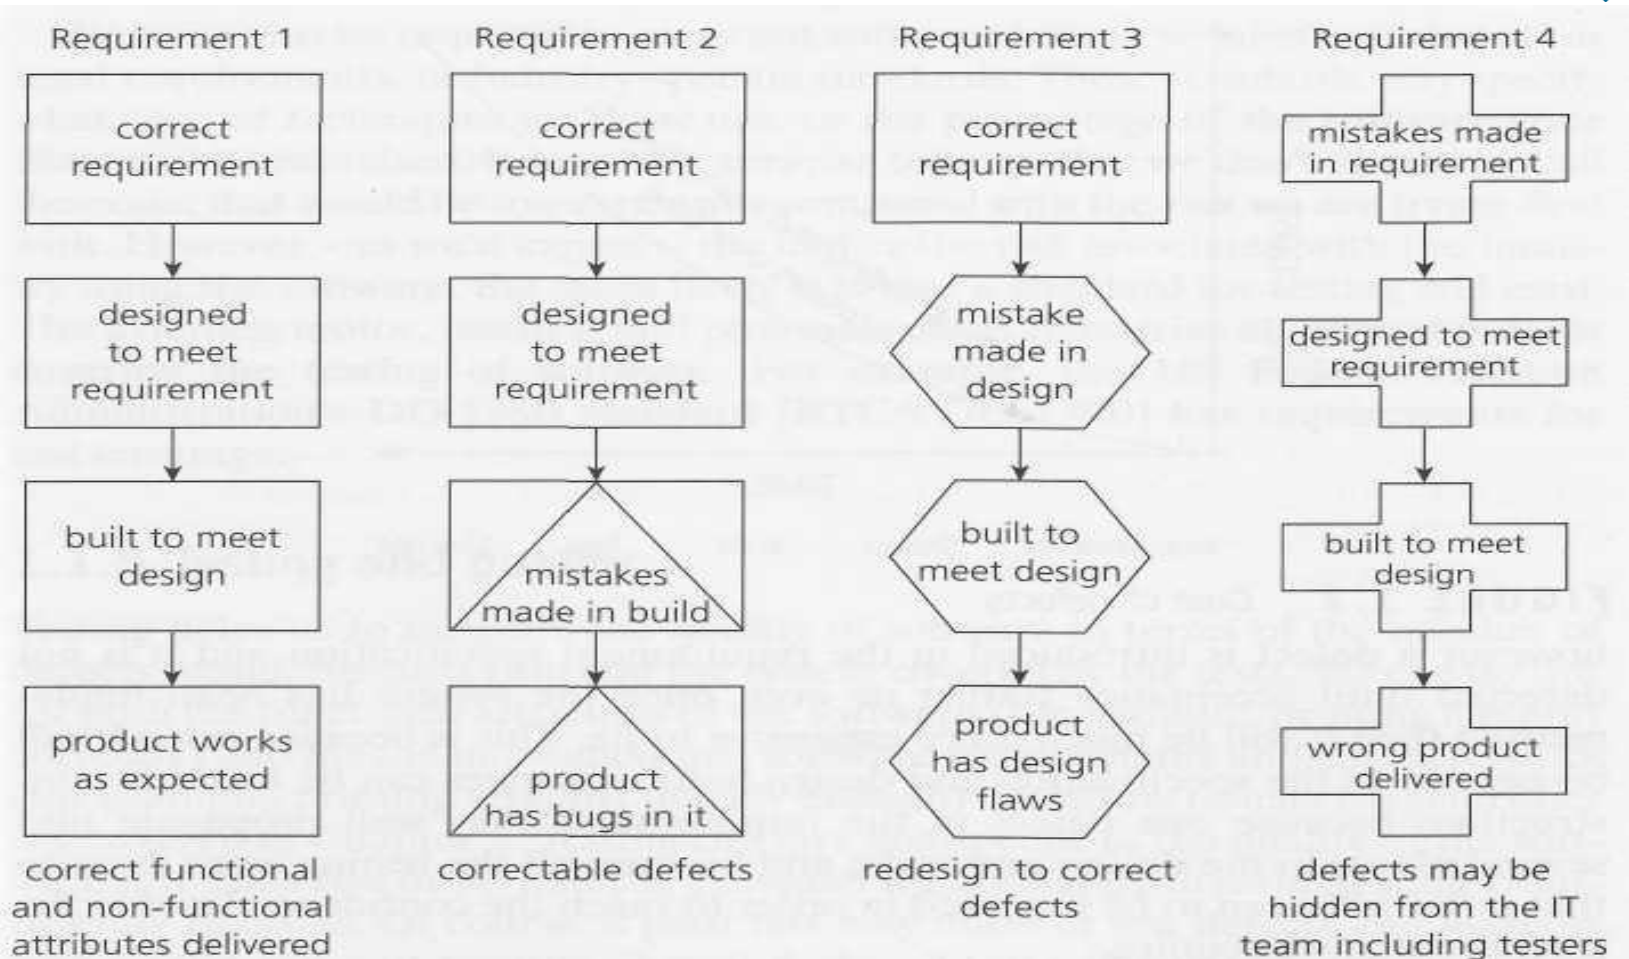 Requirement 1
correct
requirement
designed
to meet
requirement
built to meet
design
product works
as expected
correct functional
and non-functional
attributes delivered
Requirement 2
correct
requirement
designed
to meet
requirement
mistakes
made in build
product
has bugs in it
correctable defects
Requirement 3
correct
requirement
mistake
made in
design
built to
meet design
product
has design
flaws
redesign to correct
defects
Requirement 4
mistakes made
in requirement
designed to meet
requirement
built to meet
design
wrong product
delivered
defects may be
hidden from the IT
team including testers